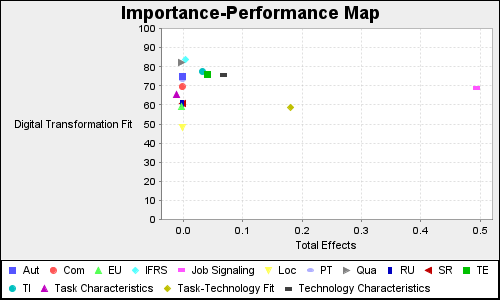 Importance-Performance Map
100
90
80
70
60
50
40
30
20
10
0
Digital Transformation Fit
0.0 0.1 0.2 0.3 0.4 0.5
Total Effects
Aut Com EU IFRS Job Signaling Loc PT Qua RU SR TE
TI Task Characteristics Task-Technology Fit Technology Characteristics